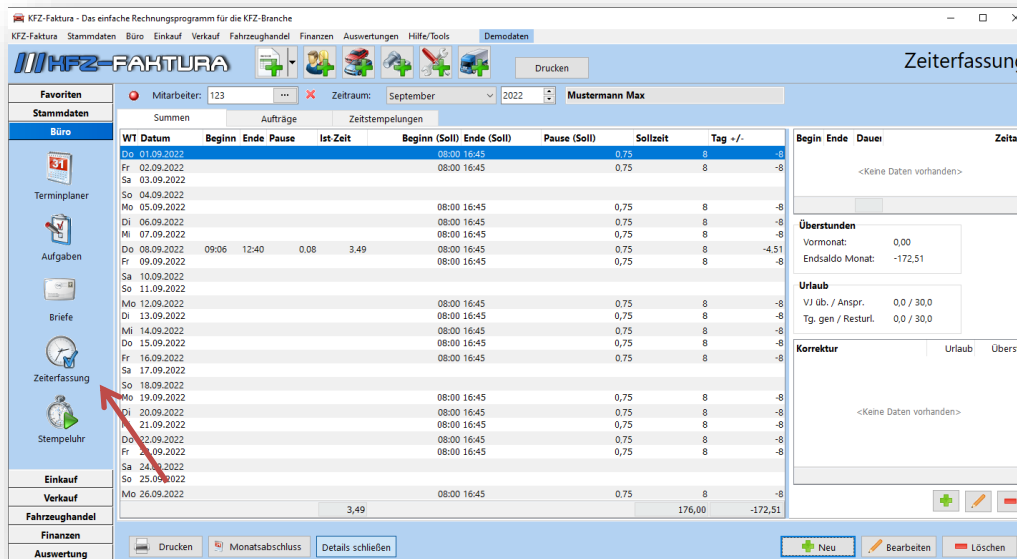 KFZ-Faktura - Das einfache Rechnungsprogramm für die KFZ-Branche
KFZ-Faktura Stammdaten Büro Einkauf Verkauf Fahrzeughandel Finanzen Auswertungen Hilfe/Tools Demodaten
KFZ-FAKTURA Drucken Zeiterfassung
Favoriten
Stammdaten
Büro
Terminplaner
Aufgaben
Briefe
Zeiterfassung
Stempeluhr
Einkauf
Verkauf
Fahrzeughandel
Finanzen
Auswertung
Mitarbeiter: 123 ... Zeitraum: September 2022 Mustermann Max
Summen Aufträge Zeitstempelungen
WT Datum Beginn Ende Pause Ist-Zeit Beginn (Soll) Ende (Soll) Pause (Soll) Sollzeit Tag +/-
Do 01.09.2022 08:00 16:45 0,75 8 -8
Fr 02.09.2022 08:00 16:45 0,75 8 -8
Sa 03.09.2022
So 04.09.2022
Mo 05.09.2022 08:00 16:45 0,75 8 -8
Di 06.09.2022 08:00 16:45 0,75 8 -8
Mi 07.09.2022 08:00 16:45 0,75 8 -8
Do 08.09.2022 09:06 12:40 0,08 3,49 08:00 16:45 0,75 8 -4,51
Fr 09.09.2022 08:00 16:45 0,75 8 -8
Sa 10.09.2022
So 11.09.2022
Mo 12.09.2022 08:00 16:45 0,75 8 -8
Di 13.09.2022 08:00 16:45 0,75 8 -8
Mi 14.09.2022 08:00 16:45 0,75 8 -8
Do 15.09.2022 08:00 16:45 0,75 8 -8
Fr 16.09.2022 08:00 16:45 0,75 8 -8
Sa 17.09.2022
So 18.09.2022
Mo 19.09.2022 08:00 16:45 0,75 8 -8
Di 20.09.2022 08:00 16:45 0,75 8 -8
21.09.2022 08:00 16:45 0,75 8 -8
Do 22.09.2022 08:00 16:45 0,75 8 -8
Fr 23.09.2022 08:00 16:45 0,75 8 -8
Sa 24.09.2022
So 25.09.2022
Mo 26.09.2022 08:00 16:45 0,75 8 -8
3,49 176,00 -172,51
Begin Ende Dauer Zeita
<Keine Daten vorhanden>
Überstunden
Vormonat: 0,00
Endsaldo Monat: -172,51
Urlaub
VJ üb. / Anspr. 0,0 / 30,0
Tg. gen / Resturl. 0,0 / 30,0
Korrektur Urlaub Überst
<Keine Daten vorhanden>
Drucken Monatsabschluss Details schließen Neu Bearbeiten Löschen